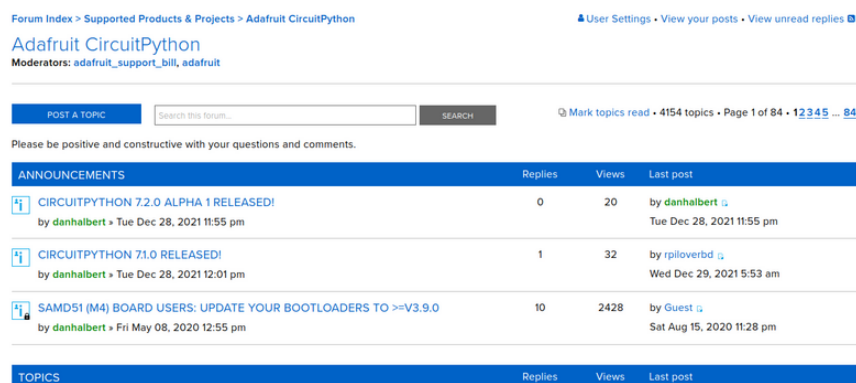 Forum Index > Supported Products & Projects > Adafruit CircuitPython
User Settings • View your posts • View unread replies
Adafruit CircuitPython
Moderators: adafruit_support_bill, adafruit
POST A TOPIC
Search this forum...
SEARCH
Mark topics read • 4154 topics • Page 1 of 84 • 1 2 3 4 5 ... 84
Please be positive and constructive with your questions and comments.
ANNOUNCEMENTS Replies Views Last post
CIRCUITPYTHON 7.2.0 ALPHA 1 RELEASED! 0 20 by danhalbert
by danhalbert » Tue Dec 28, 2021 11:55 pm Tue Dec 28, 2021 11:55 pm
CIRCUITPYTHON 7.1.0 RELEASED! 1 32 by rpiloverbd
by danhalbert » Tue Dec 28, 2021 12:01 pm Wed Dec 29, 2021 5:53 am
SAMD51 (M4) BOARD USERS: UPDATE YOUR BOOTLOADERS TO >=V3.9.0 10 2428 by Guest
by danhalbert » Fri May 08, 2020 12:55 pm Sat Aug 15, 2020 11:28 pm
TOPICS Replies Views Last post